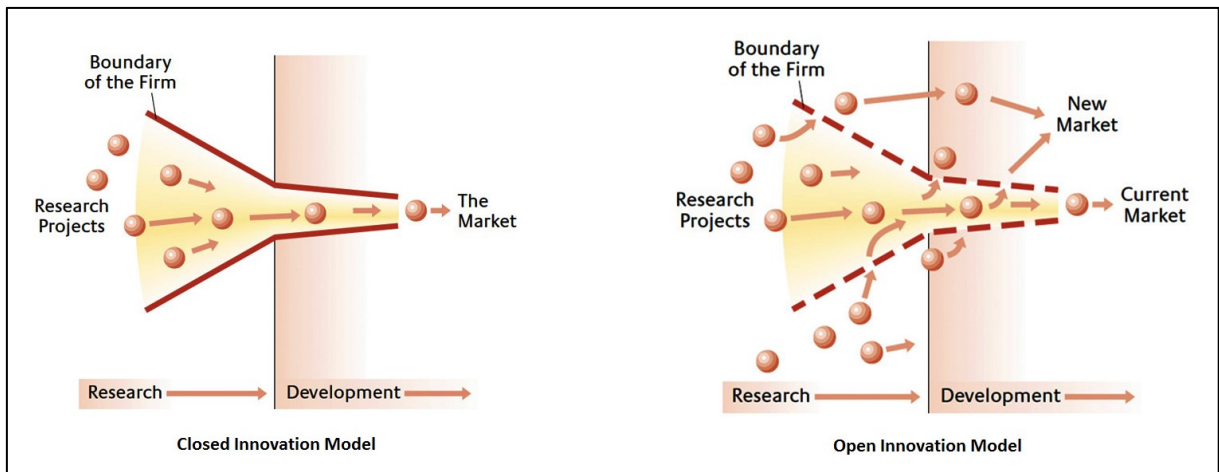 Boundary
of the Firm
Research
Projects
The
Market
Research
Development
Closed Innovation Model
Boundary
of the Firm
New
Market
Research
Projects
Current
Market
Research
Development
Open Innovation Model